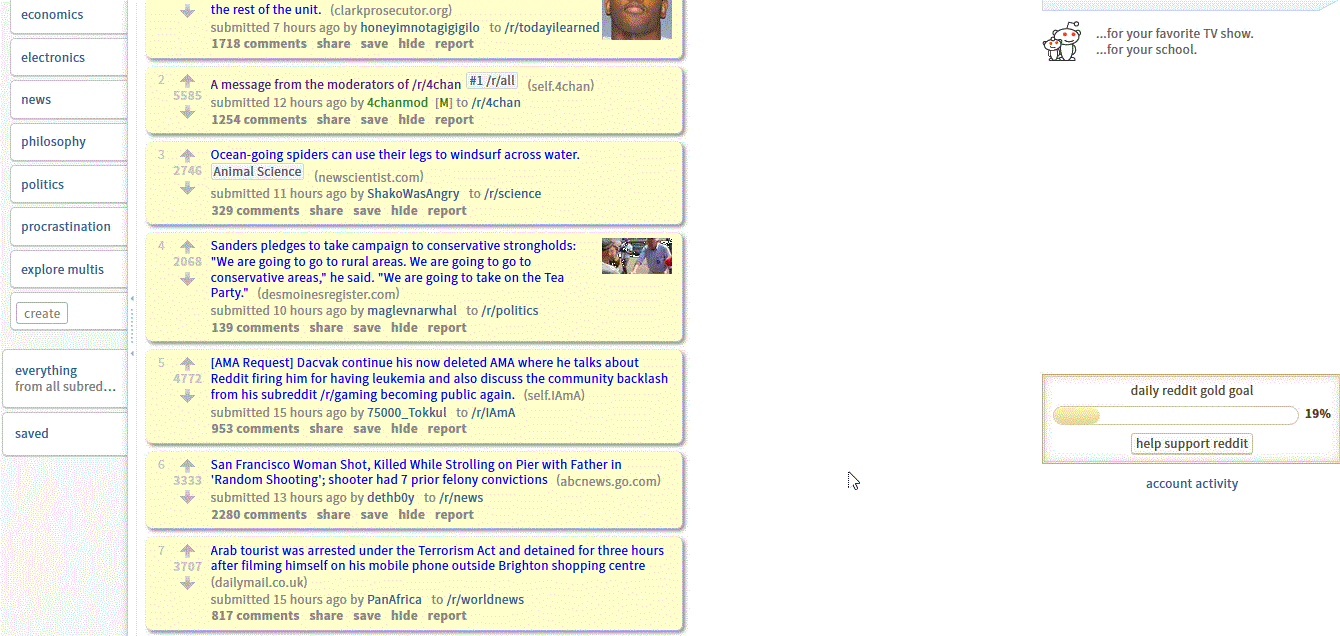 economics
electronics
news
philosophy
politics
procrastination
explore multis
create
everything
from all subred...
saved
the rest of the unit. (clarkprosecutor.org)
submitted 7 hours ago by honeyimnotagigigilo to /r/todayilearned
1718 comments share save hide report
2
5585
A message from the moderators of /r/4chan #1 /r/all (self.4chan)
submitted 12 hours ago by 4chanmod [M] to /r/4chan
1254 comments share save hide report
3
2746
Ocean-going spiders can use their legs to windsurf across water.
Animal Science (newscientist.com)
submitted 11 hours ago by ShakoWasAngry to /r/science
329 comments share save hide report
4
2068
Sanders pledges to take campaign to conservative strongholds:
"We are going to go to rural areas. We are going to go to
conservative areas," he said. "We are going to take on the Tea
Party." (desmoinesregister.com)
submitted 10 hours ago by maglevnarwhal to /r/politics
139 comments share save hide report
5
4772
[AMA Request] Dacvak continue his now deleted AMA where he talks about
Reddit firing him for having leukemia and also discuss the community backlash
from his subreddit /r/gaming becoming public again. (self.IAmA)
submitted 15 hours ago by 75000_Tokkul to /r/IAmA
953 comments share save hide report
6
3333
San Francisco Woman Shot, Killed While Strolling on Pier with Father in
'Random Shooting'; shooter had 7 prior felony convictions (abcnews.go.com)
submitted 13 hours ago by dethb0y to /r/news
2280 comments share save hide report
7
3707
Arab tourist was arrested under the Terrorism Act and detained for three hours
after filming himself on his mobile phone outside Brighton shopping centre
(dailymail.co.uk)
submitted 15 hours ago by PanAfrica to /r/worldnews
817 comments share save hide report
...for your favorite TV show.
...for your school.
daily reddit gold goal
19%
help support reddit
account activity